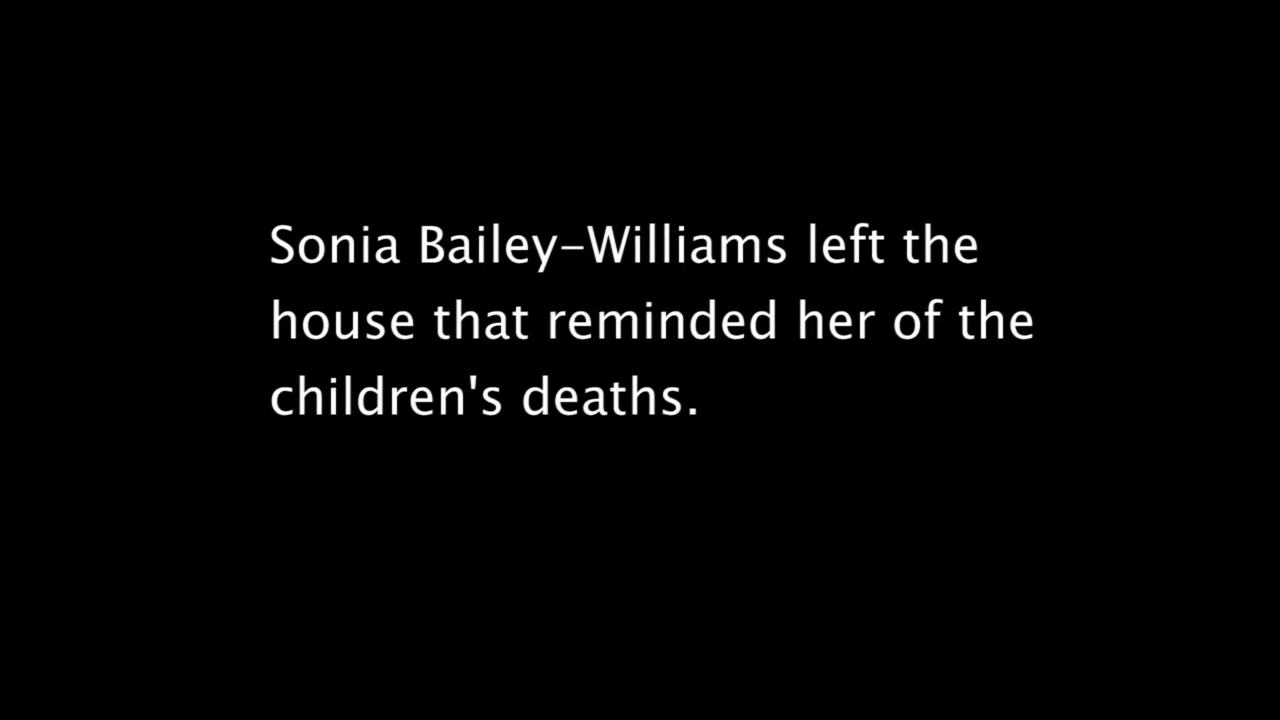 Sonia Bailey-Williams left the
house that reminded her of the
children's deaths.